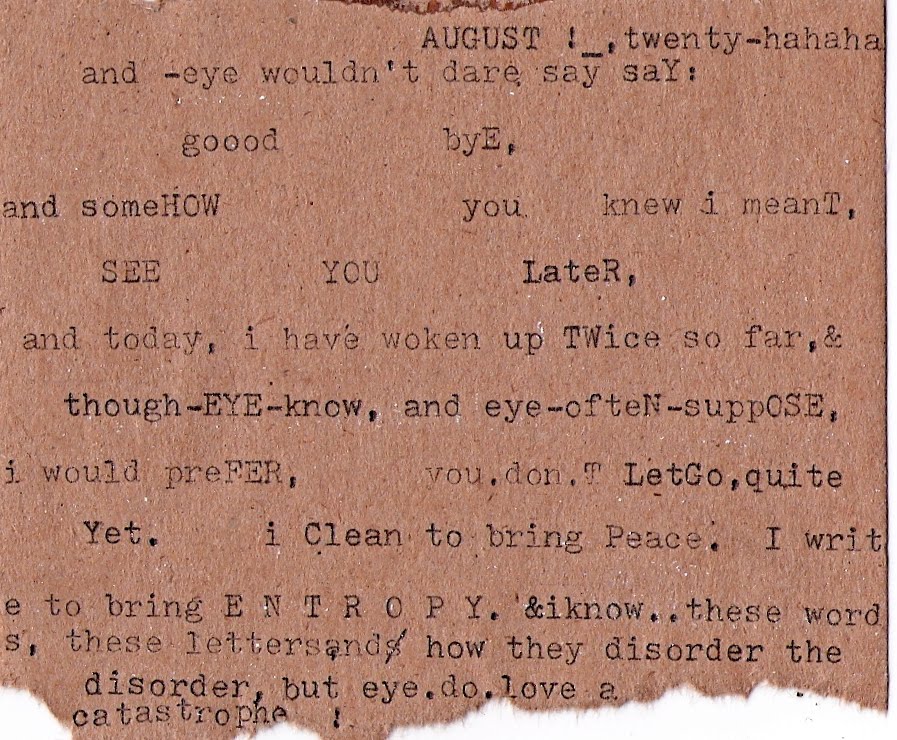 AUGUST !_,twenty-hahaha
and -eye wouldn't dare say saY:
goood byE,
and someHOW you knew i meanT,
SEE YOU LateR,
and today, i have woken up TWice so far,&
though-EYE-know, and eye-ofteN-suppOSE,
i would preFER, you.don.T LetGo,quite
Yet. i Clean to bring Peace. I writ
e to bring E N T R O P Y. &iknow..these word
s, these letters,and how they disorder the
disorder, but eye.do.love a
catastrophe !